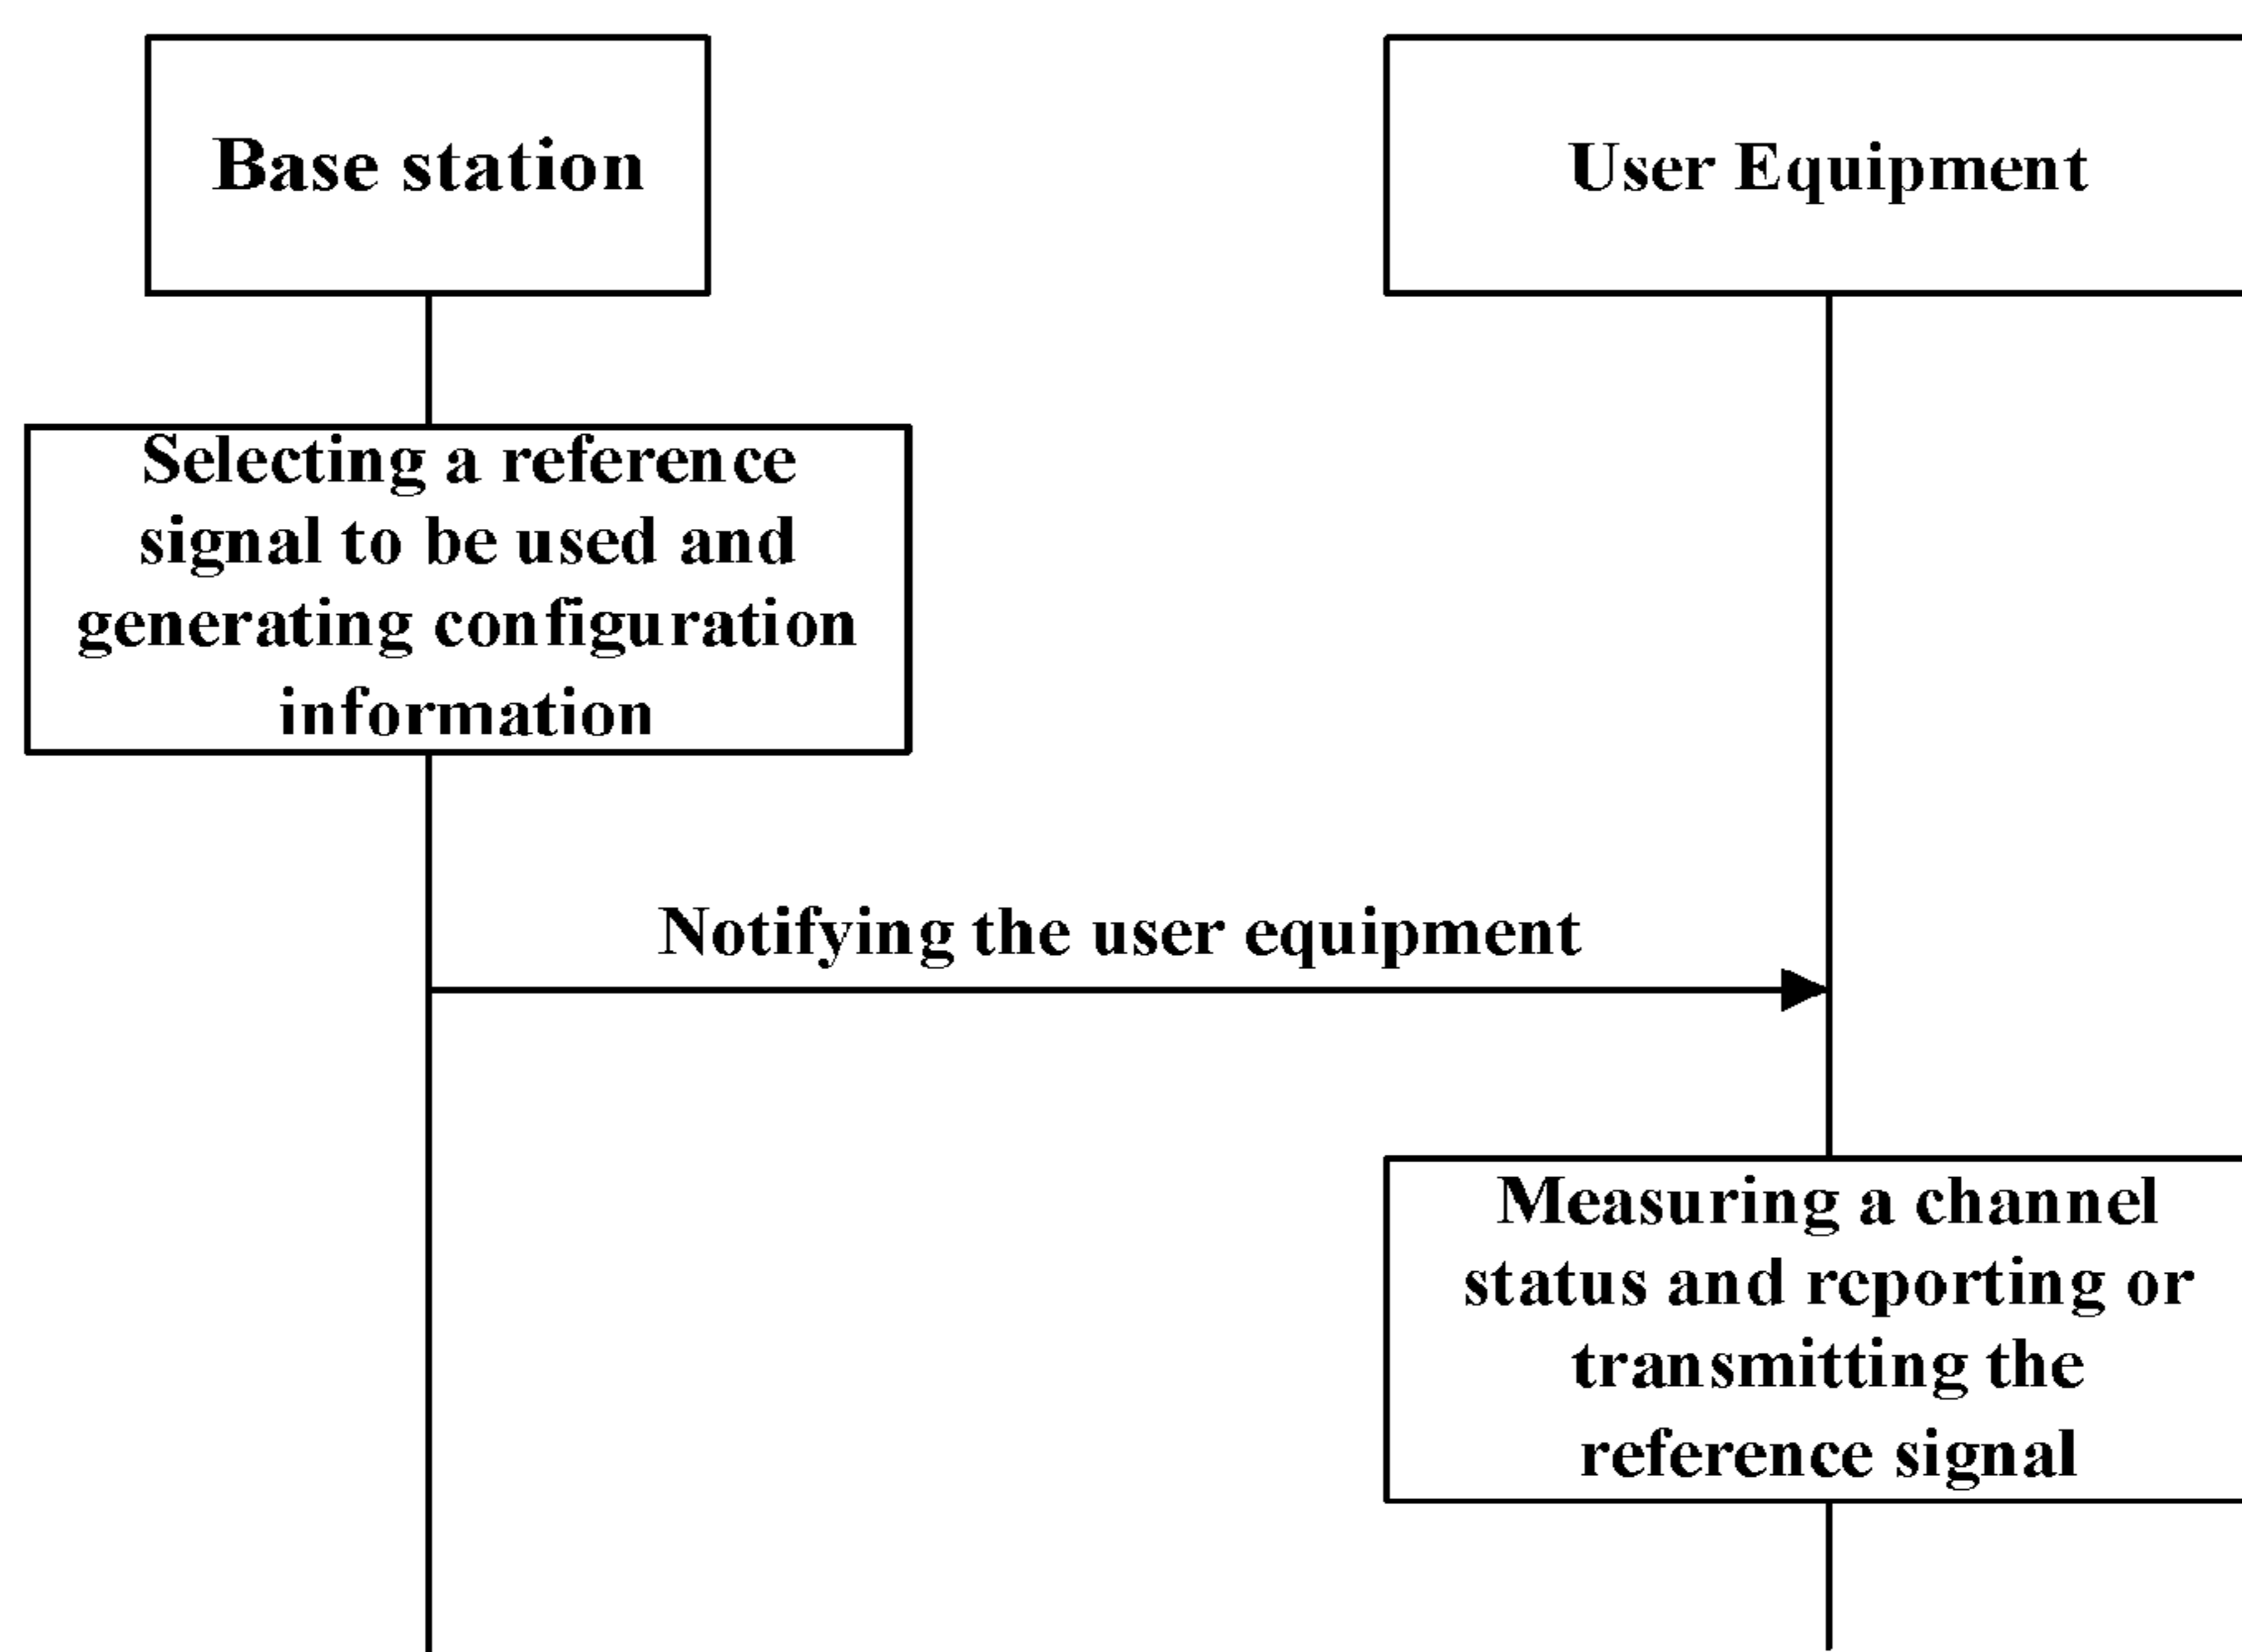 Base station
User Equipment
Selecting a reference
signal to be used and
generating configuration
information
Notifying the user equipment
Measuring a channel
status and reporting or
transmitting the
reference signal